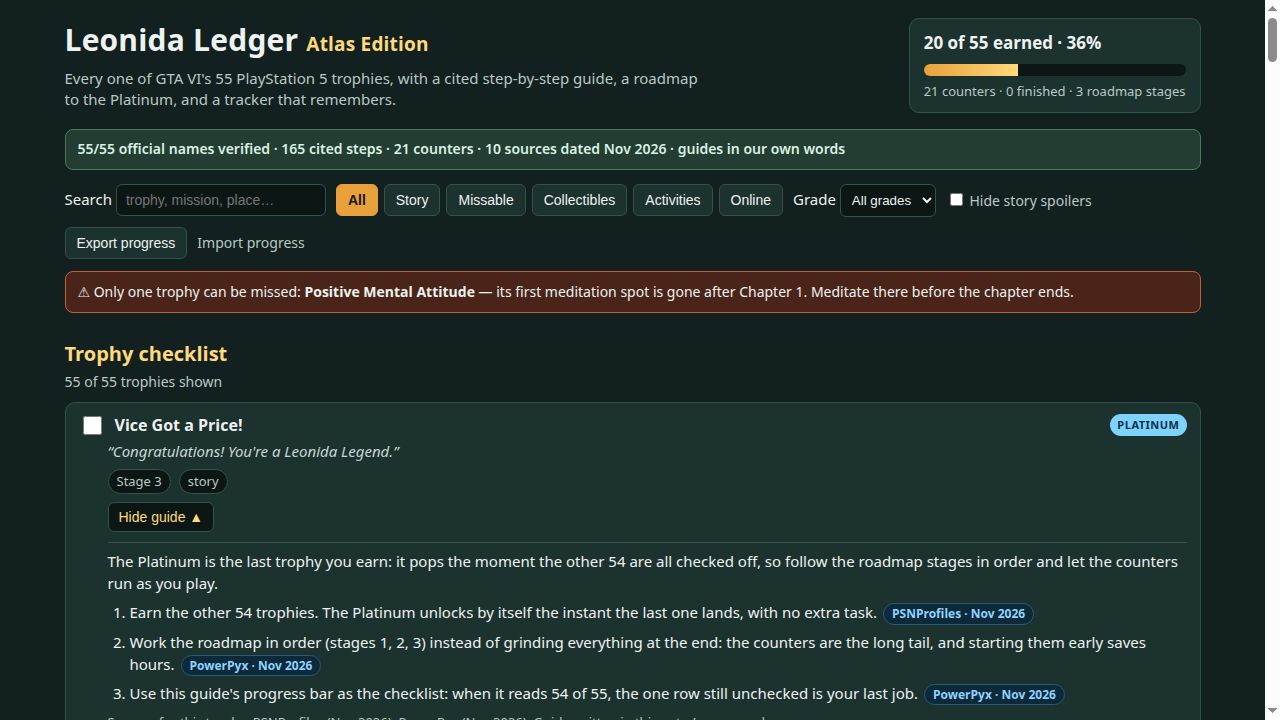 Leonida Ledger Atlas Edition
Every one of GTA VI's 55 PlayStation 5 trophies, with a cited step-by-step guide, a roadmap
to the Platinum, and a tracker that remembers.
20 of 55 earned · 36%
21 counters · 0 finished · 3 roadmap stages
55/55 official names verified · 165 cited steps · 21 counters · 10 sources dated Nov 2026 · guides in our own words
Search trophy, mission, place… All Story Missable Collectibles Activities Online Grade All grades Hide story spoilers
Export progress Import progress
⚠ Only one trophy can be missed: Positive Mental Attitude — its first meditation spot is gone after Chapter 1. Meditate there before the chapter ends.
Trophy checklist
55 of 55 trophies shown
Vice Got a Price! PLATINUM
“Congratulations! You're a Leonida Legend.”
Stage 3 story
Hide guide ▲
The Platinum is the last trophy you earn: it pops the moment the other 54 are all checked off, so follow the roadmap stages in order and let the counters
run as you play.
1. Earn the other 54 trophies. The Platinum unlocks by itself the instant the last one lands, with no extra task. PSNProfiles · Nov 2026
2. Work the roadmap in order (stages 1, 2, 3) instead of grinding everything at the end: the counters are the long tail, and starting them early saves
hours. PowerPyx · Nov 2026
3. Use this guide's progress bar as the checklist: when it reads 54 of 55, the one row still unchecked is your last job. PowerPyx · Nov 2026